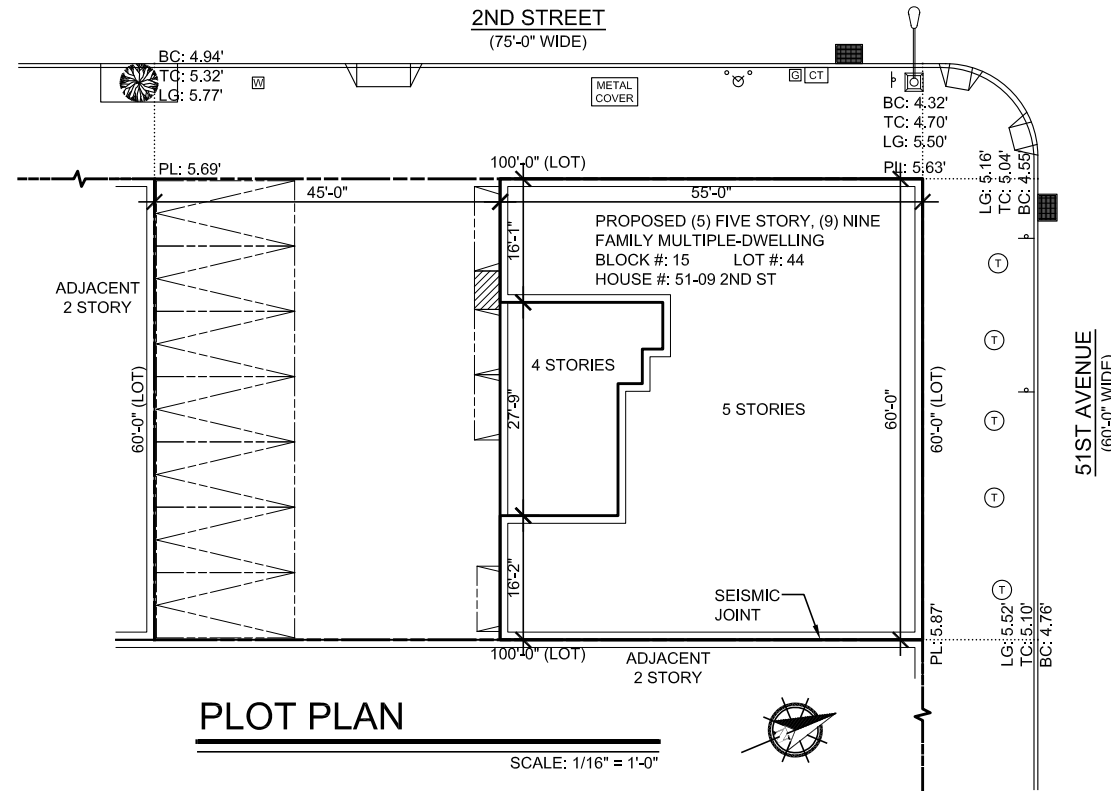 2ND STREET
(75'-0" WIDE)
BC: 4.94'
TC: 5.32'
LG: 5.77'
W
METAL
COVER
G
CT
BC: 4.32'
TC: 4.70'
LG: 5.50'
PL: 5.69'
100'-0" (LOT)
PL: 5.63'
LG: 5.16'
TC: 5.04'
BC: 4.55'
45'-0"
55'-0"
16'-1"
PROPOSED (5) FIVE STORY, (9) NINE
FAMILY MULTIPLE-DWELLING
BLOCK #: 15 LOT #: 44
HOUSE #: 51-09 2ND ST
ADJACENT
2 STORY
T
T
T
T
T
4 STORIES
5 STORIES
60'-0" (LOT)
27'-9"
60'-0"
60'-0" (LOT)
51ST AVENUE
(60'-0" WIDE)
16'-2"
SEISMIC
JOINT
PL: 5.87'
LG: 5.52'
TC: 5.10'
BC: 4.76'
100'-0" (LOT)
ADJACENT
2 STORY
PLOT PLAN
SCALE: 1/16" = 1'-0"
N